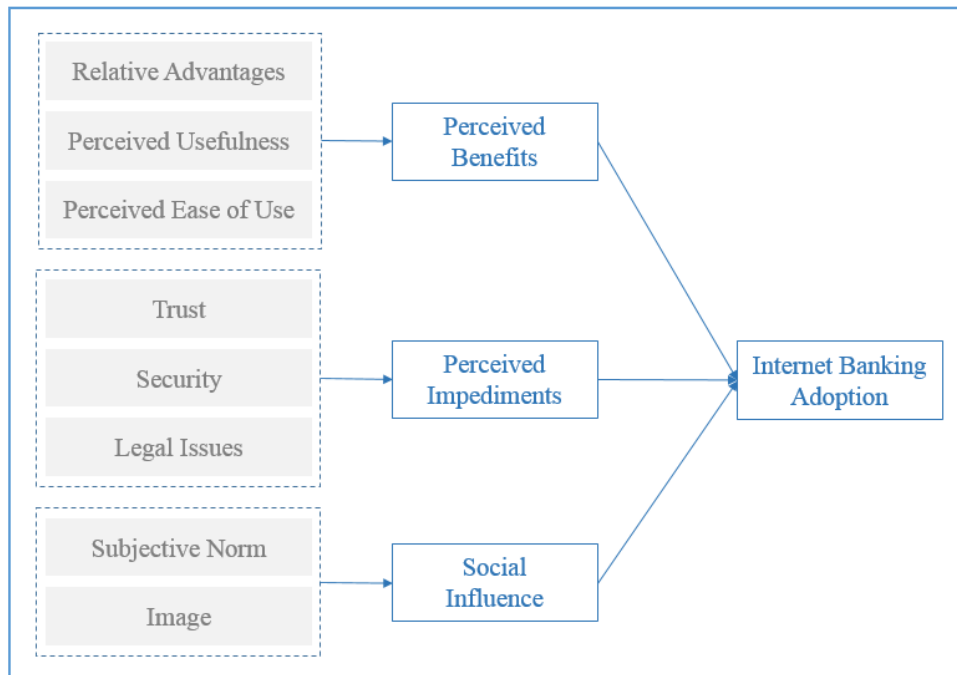 Relative Advantages
Perceived Usefulness
Perceived Ease of Use
Perceived
Benefits
Trust
Security
Legal Issues
Perceived
Impediments
Internet Banking
Adoption
Subjective Norm
Image
Social
Influence